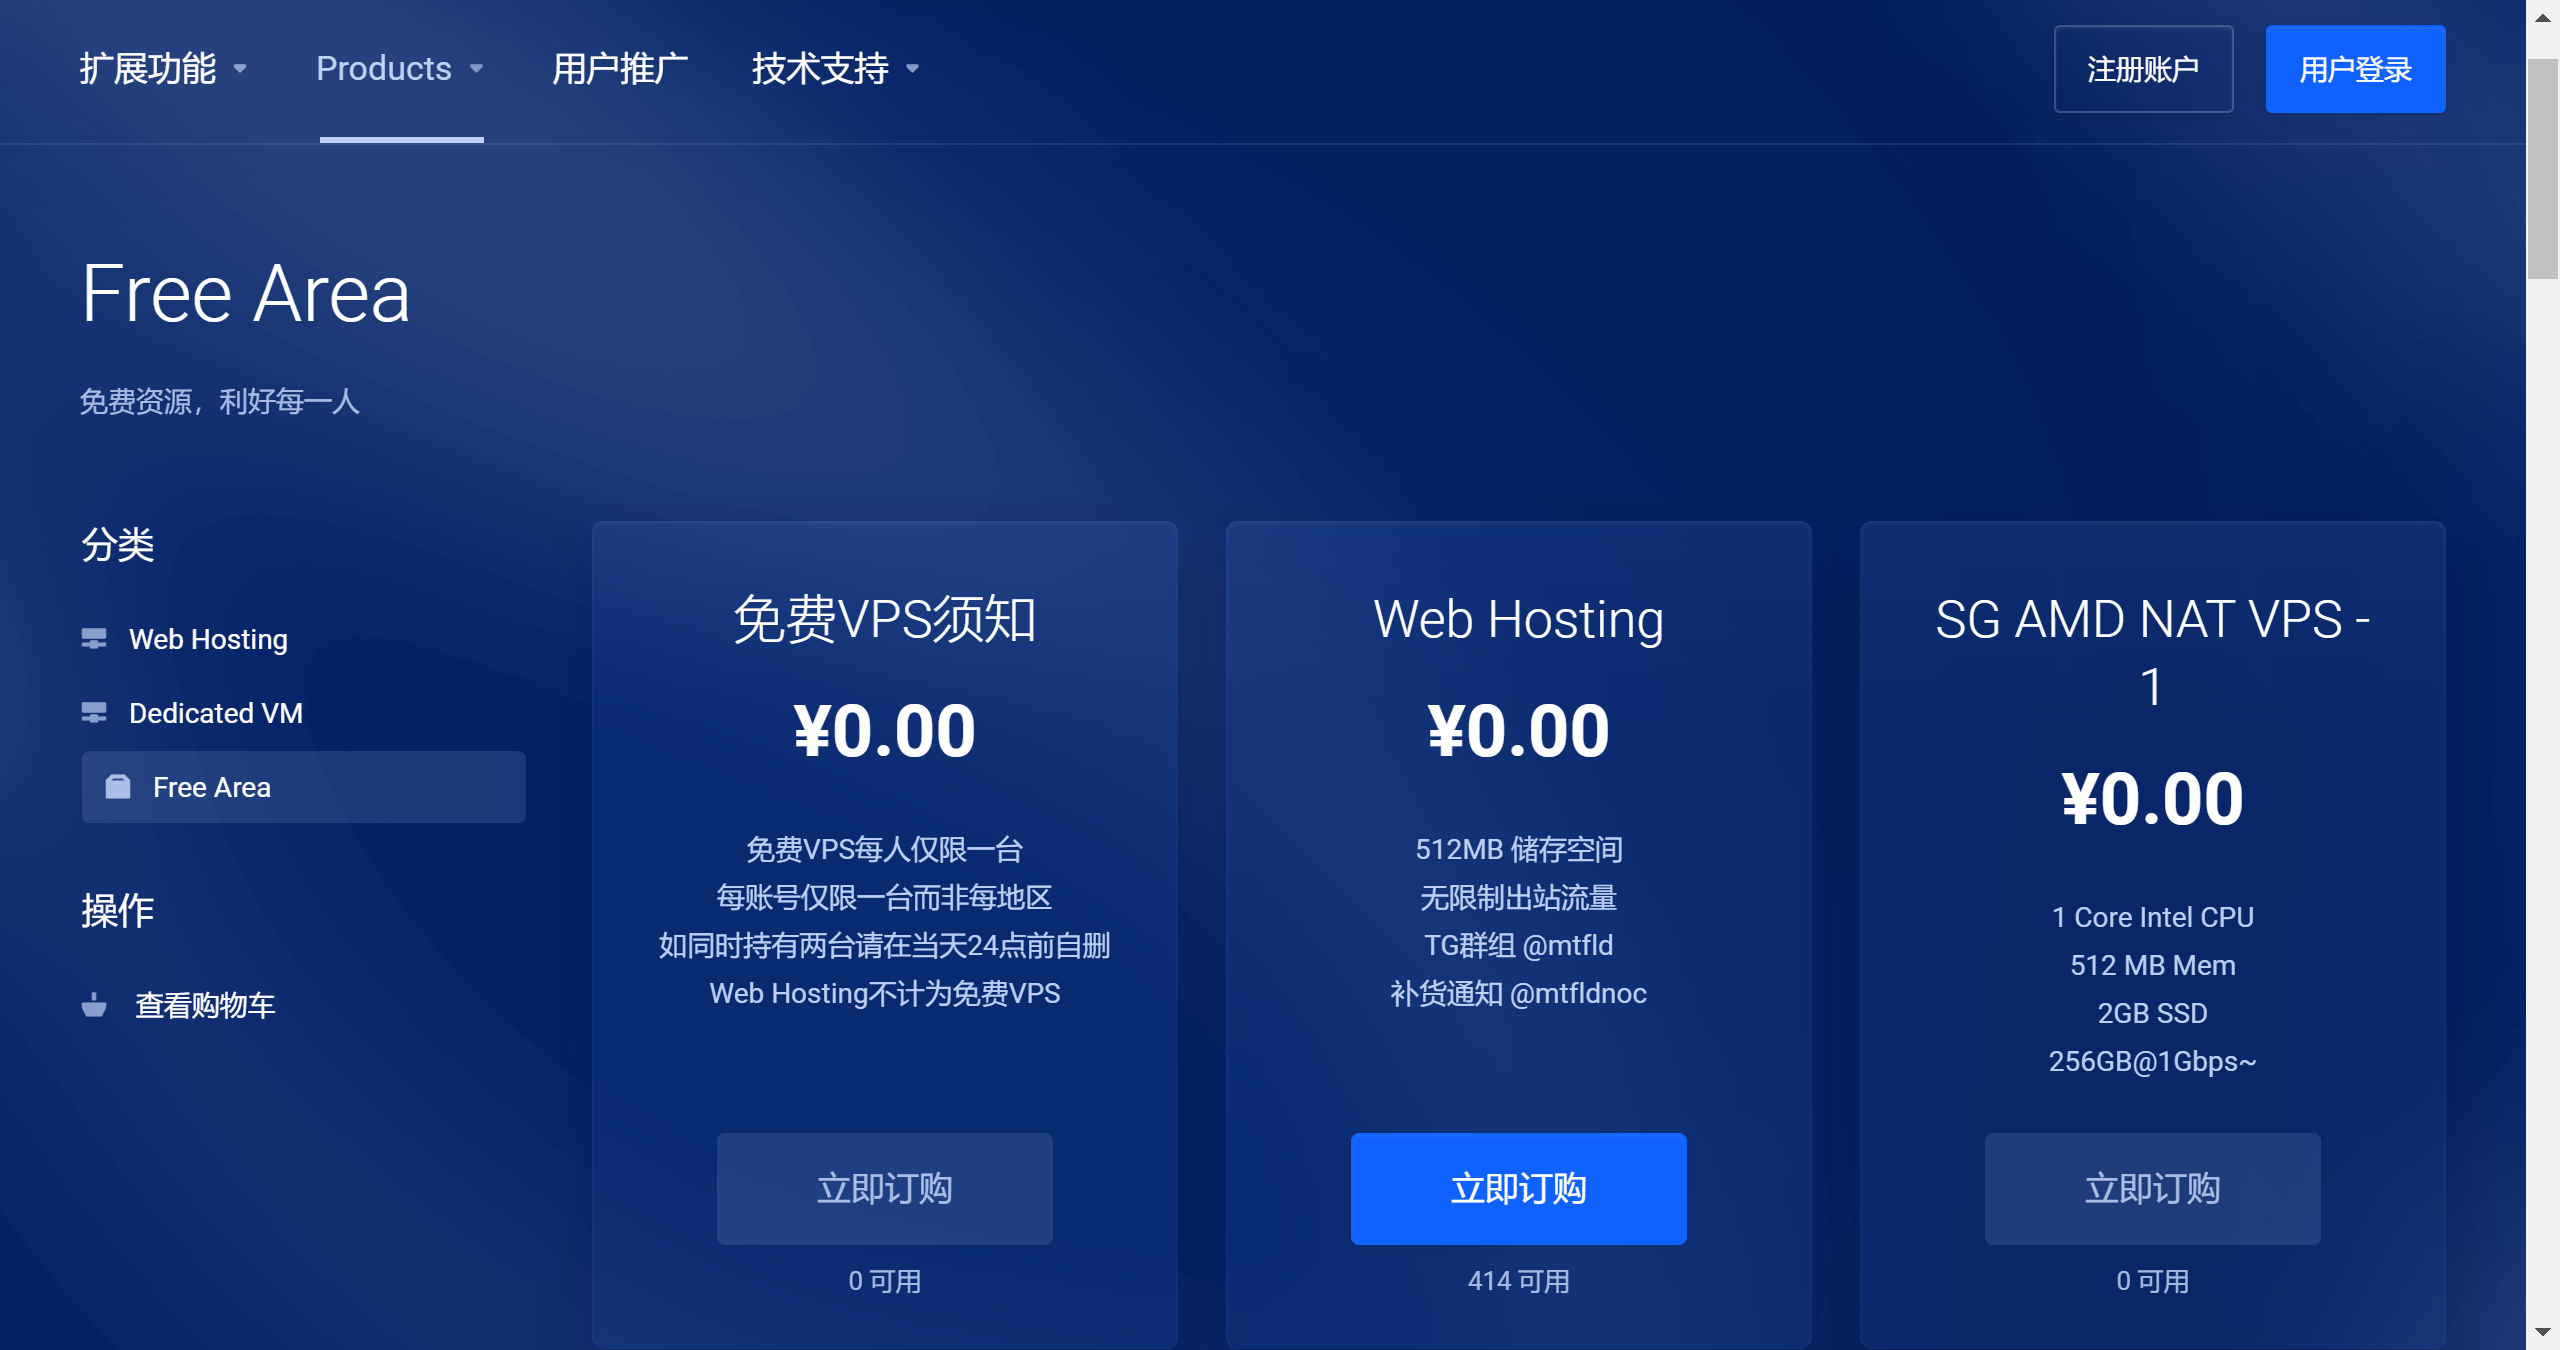 扩展功能
Products
用户推广
技术支持
注册账户
用户登录
Free Area
免费资源，利好每一人
分类
Web Hosting
Dedicated VM
Free Area
操作
查看购物车
免费VPS须知
¥0.00
免费VPS每人仅限一台
每账号仅限一台而非每地区
如同时持有两台请在当天24点前自删
Web Hosting不计为免费VPS
立即订购
0 可用
Web Hosting
¥0.00
512MB 储存空间
无限制出站流量
TG群组 @mtfld
补货通知 @mtfldnoc
立即订购
414 可用
SG AMD NAT VPS -
1
¥0.00
1 Core Intel CPU
512 MB Mem
2GB SSD
256GB@1Gbps~
立即订购
0 可用